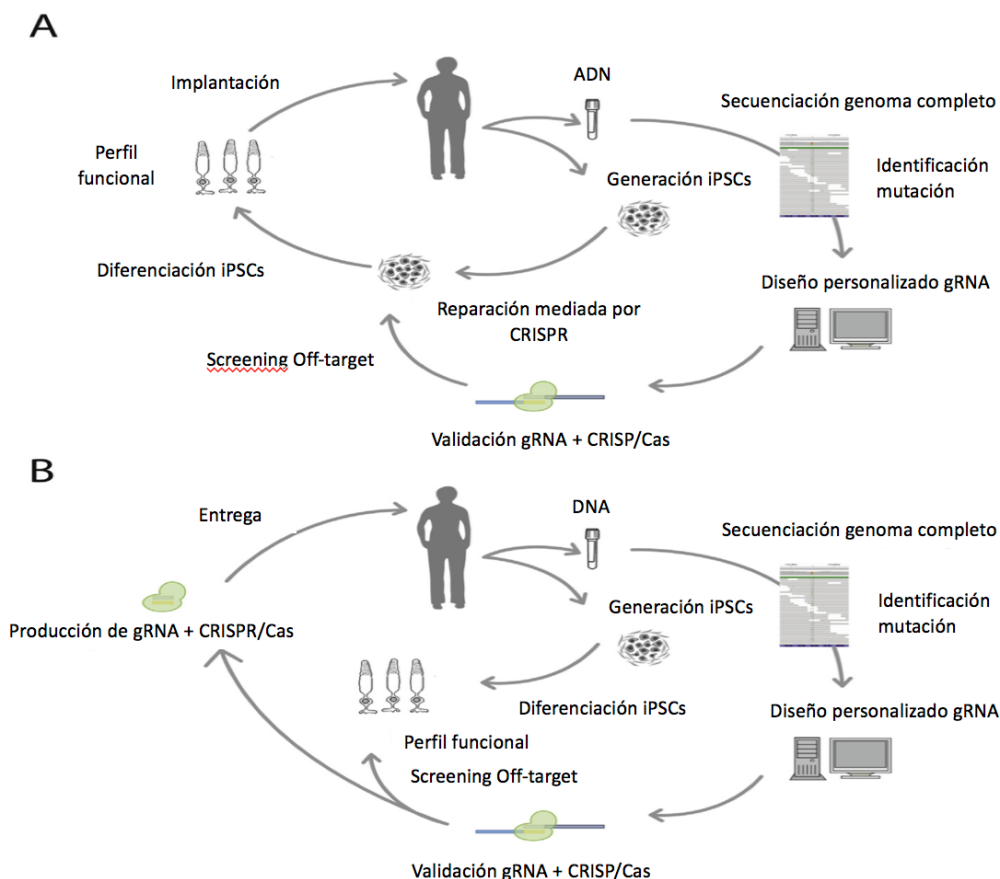 A
Implantación
ADN
Secuenciación genoma completo
Perfil
funcional
Identificación
mutación
Generación iPSCs
Diferenciación iPSCs
Diseño personalizado gRNA
Reparación mediada por
CRISPR
Screening Off-target
Validación gRNA + CRISP/Cas
B
Entrega
DNA
Secuenciación genoma completo
Producción de gRNA + CRISPR/Cas
Generación iPSCs
Identificación
mutación
Diferenciación iPSCs
Diseño personalizado gRNA
Perfil funcional
Screening Off-target
Validación gRNA + CRISP/Cas